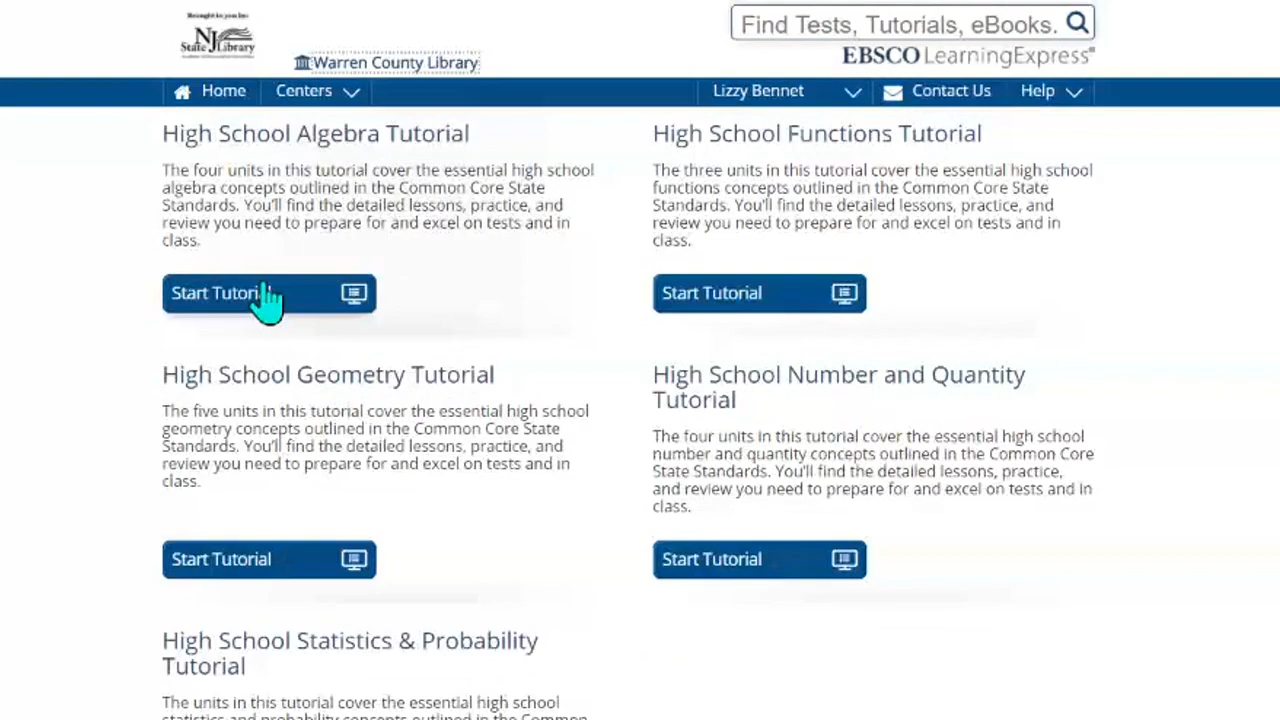 Brought to you by:
NJ
State Library
Warren County Library
Find Tests, Tutorials, eBooks.
EBSCO LearningExpress®
Home
Centers
Lizzy Bennet
Contact Us
Help
High School Algebra Tutorial
The four units in this tutorial cover the essential high school
algebra concepts outlined in the Common Core State
Standards. You'll find the detailed lessons, practice, and
review you need to prepare for and excel on tests and in
class.
Start Tutorial
High School Functions Tutorial
The three units in this tutorial cover the essential high school
functions concepts outlined in the Common Core State
Standards. You'll find the detailed lessons, practice, and
review you need to prepare for and excel on tests and in
class.
Start Tutorial
High School Geometry Tutorial
The five units in this tutorial cover the essential high school
geometry concepts outlined in the Common Core State
Standards. You'll find the detailed lessons, practice, and
review you need to prepare for and excel on tests and in
class.
Start Tutorial
High School Number and Quantity
Tutorial
The four units in this tutorial cover the essential high school
number and quantity concepts outlined in the Common Core
State Standards. You'll find the detailed lessons, practice,
and review you need to prepare for and excel on tests and in
class.
Start Tutorial
High School Statistics & Probability
Tutorial
The units in this tutorial cover the essential high school
statistics and probability concepts outlined in the Common